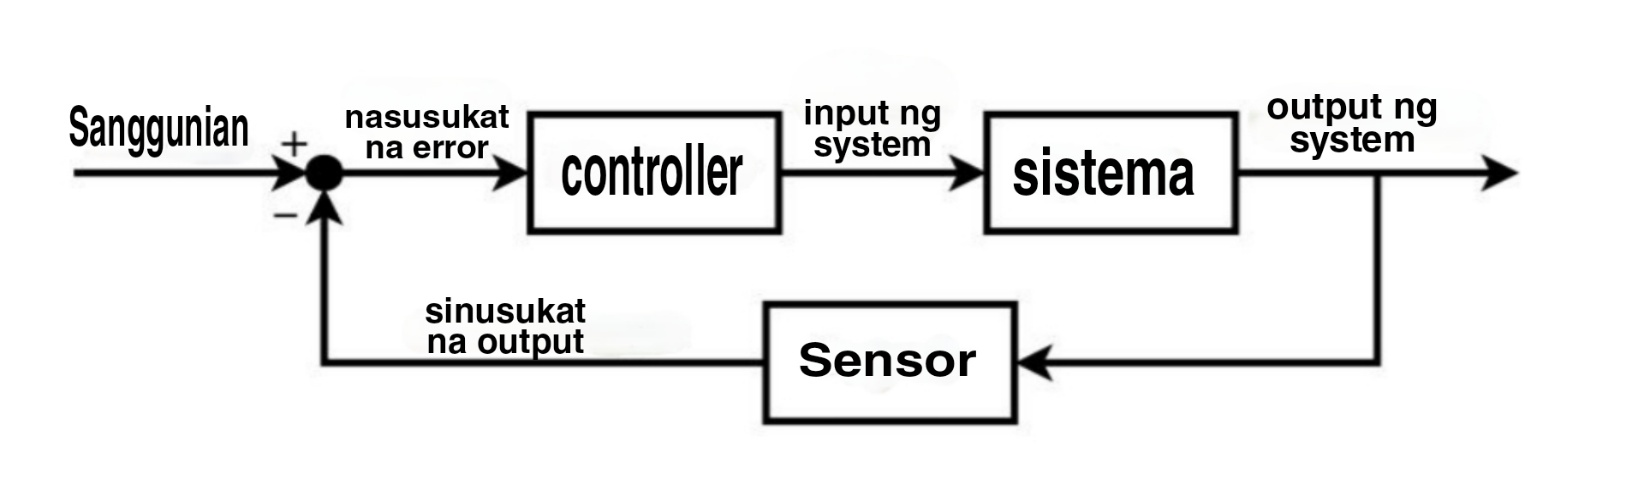 Sanggunian
+
−
nasusukat
na error
controller
input ng
system
sistema
output ng
system
sinusukat
na output
Sensor